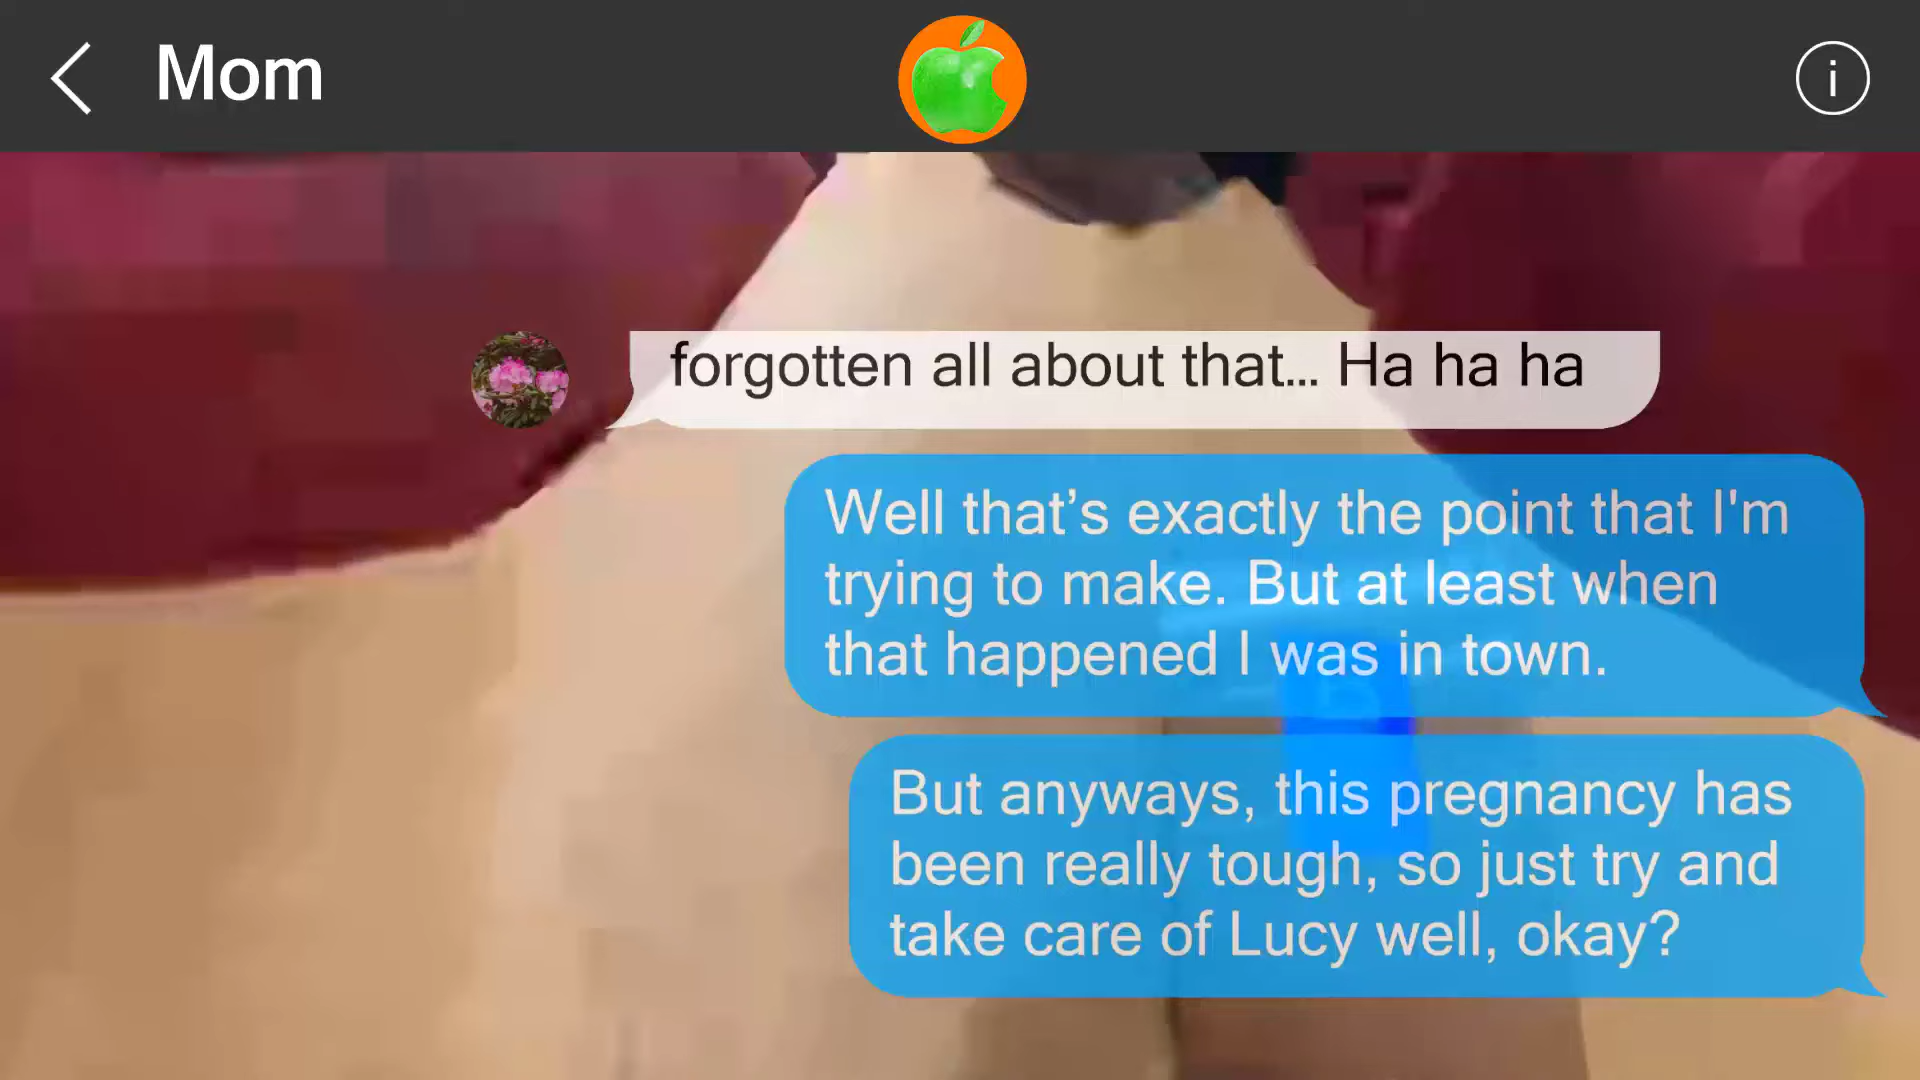 Mom
i
forgotten all about that... Ha ha ha
Well that’s exactly the point that I'm
trying to make. But at least when
that happened I was in town.
But anyways, this pregnancy has
been really tough, so just try and
take care of Lucy well, okay?